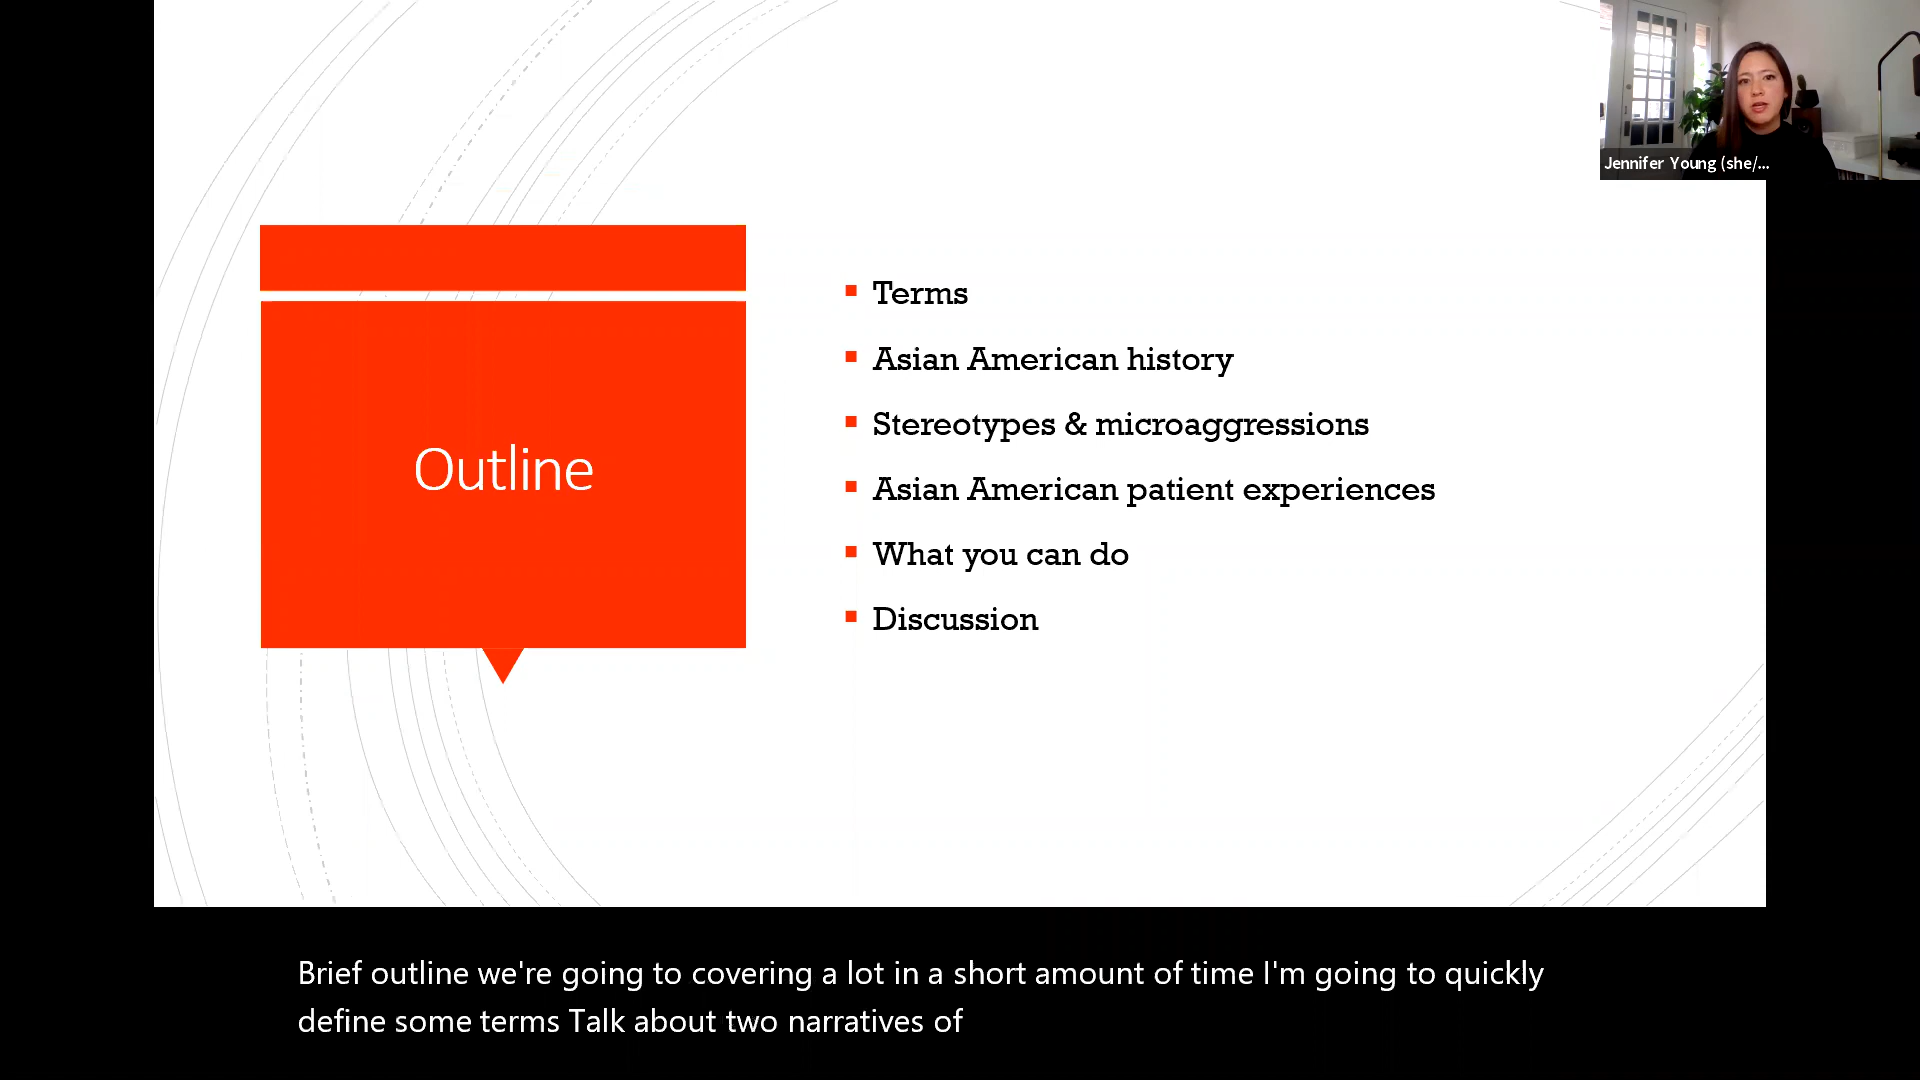 Jennifer Young (she/...
Outline
Terms
Asian American history
Stereotypes & microaggressions
Asian American patient experiences
What you can do
Discussion
Brief outline we're going to covering a lot in a short amount of time I'm going to quickly
define some terms Talk about two narratives of